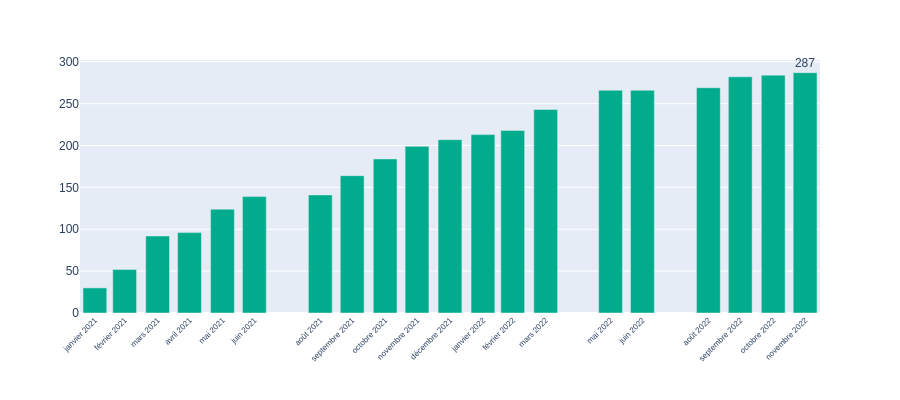 300
287
250
200
150
100
50
0
janvier 2021
février 2021
mars 2021
avril 2021
mai 2021
juin 2021
août 2021
septembre 2021
octobre 2021
novembre 2021
décembre 2021
janvier 2022
février 2022
mars 2022
mai 2022
juin 2022
août 2022
septembre 2022
octobre 2022
novembre 2022